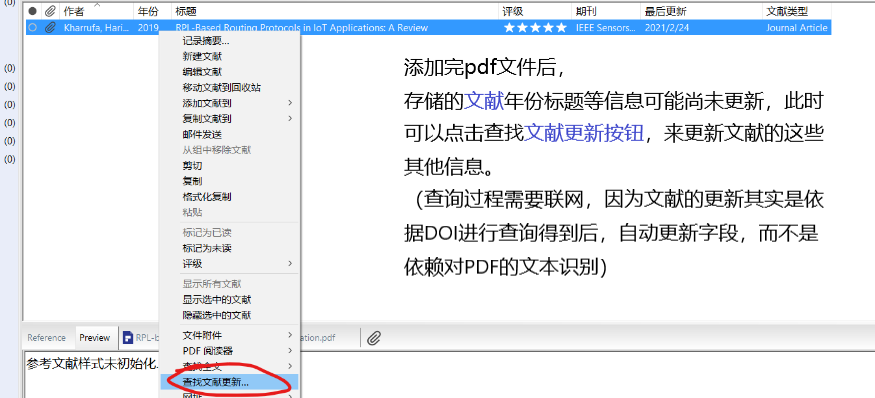 (0)
作者 年份 标题 评级 期刊 最后更新 文献类型
Kharrufa, Hari... 2019 RPL-Based Routing Protocols in IoT Applications: A Review IEEE Sensors... 2021/2/24 Journal Article
记录摘要...
新建文献
编辑文献
移动文献到回收站
添加文献到
复制文献到
邮件发送
从组中移除文献
剪切
复制
格式化复制
粘贴
标记为已读
标记为未读
评级
显示所有文献
显示选中的文献
隐藏选中的文献
文件附件
PDF 阅读器
查找全文
查找文献更新...
网址
(0)
(0)
(0)
(0)
(0)
(0)
添加完pdf文件后，
存储的文献年份标题等信息可能尚未更新，此时
可以点击查找文献更新按钮，来更新文献的这些
其他信息。
（查询过程需要联网，因为文献的更新其实是依
据DOI进行查询得到后，自动更新字段，而不是
依赖对PDF的文本识别）
Reference Preview RPL-b ation.pdf
参考文献样式未初始化.